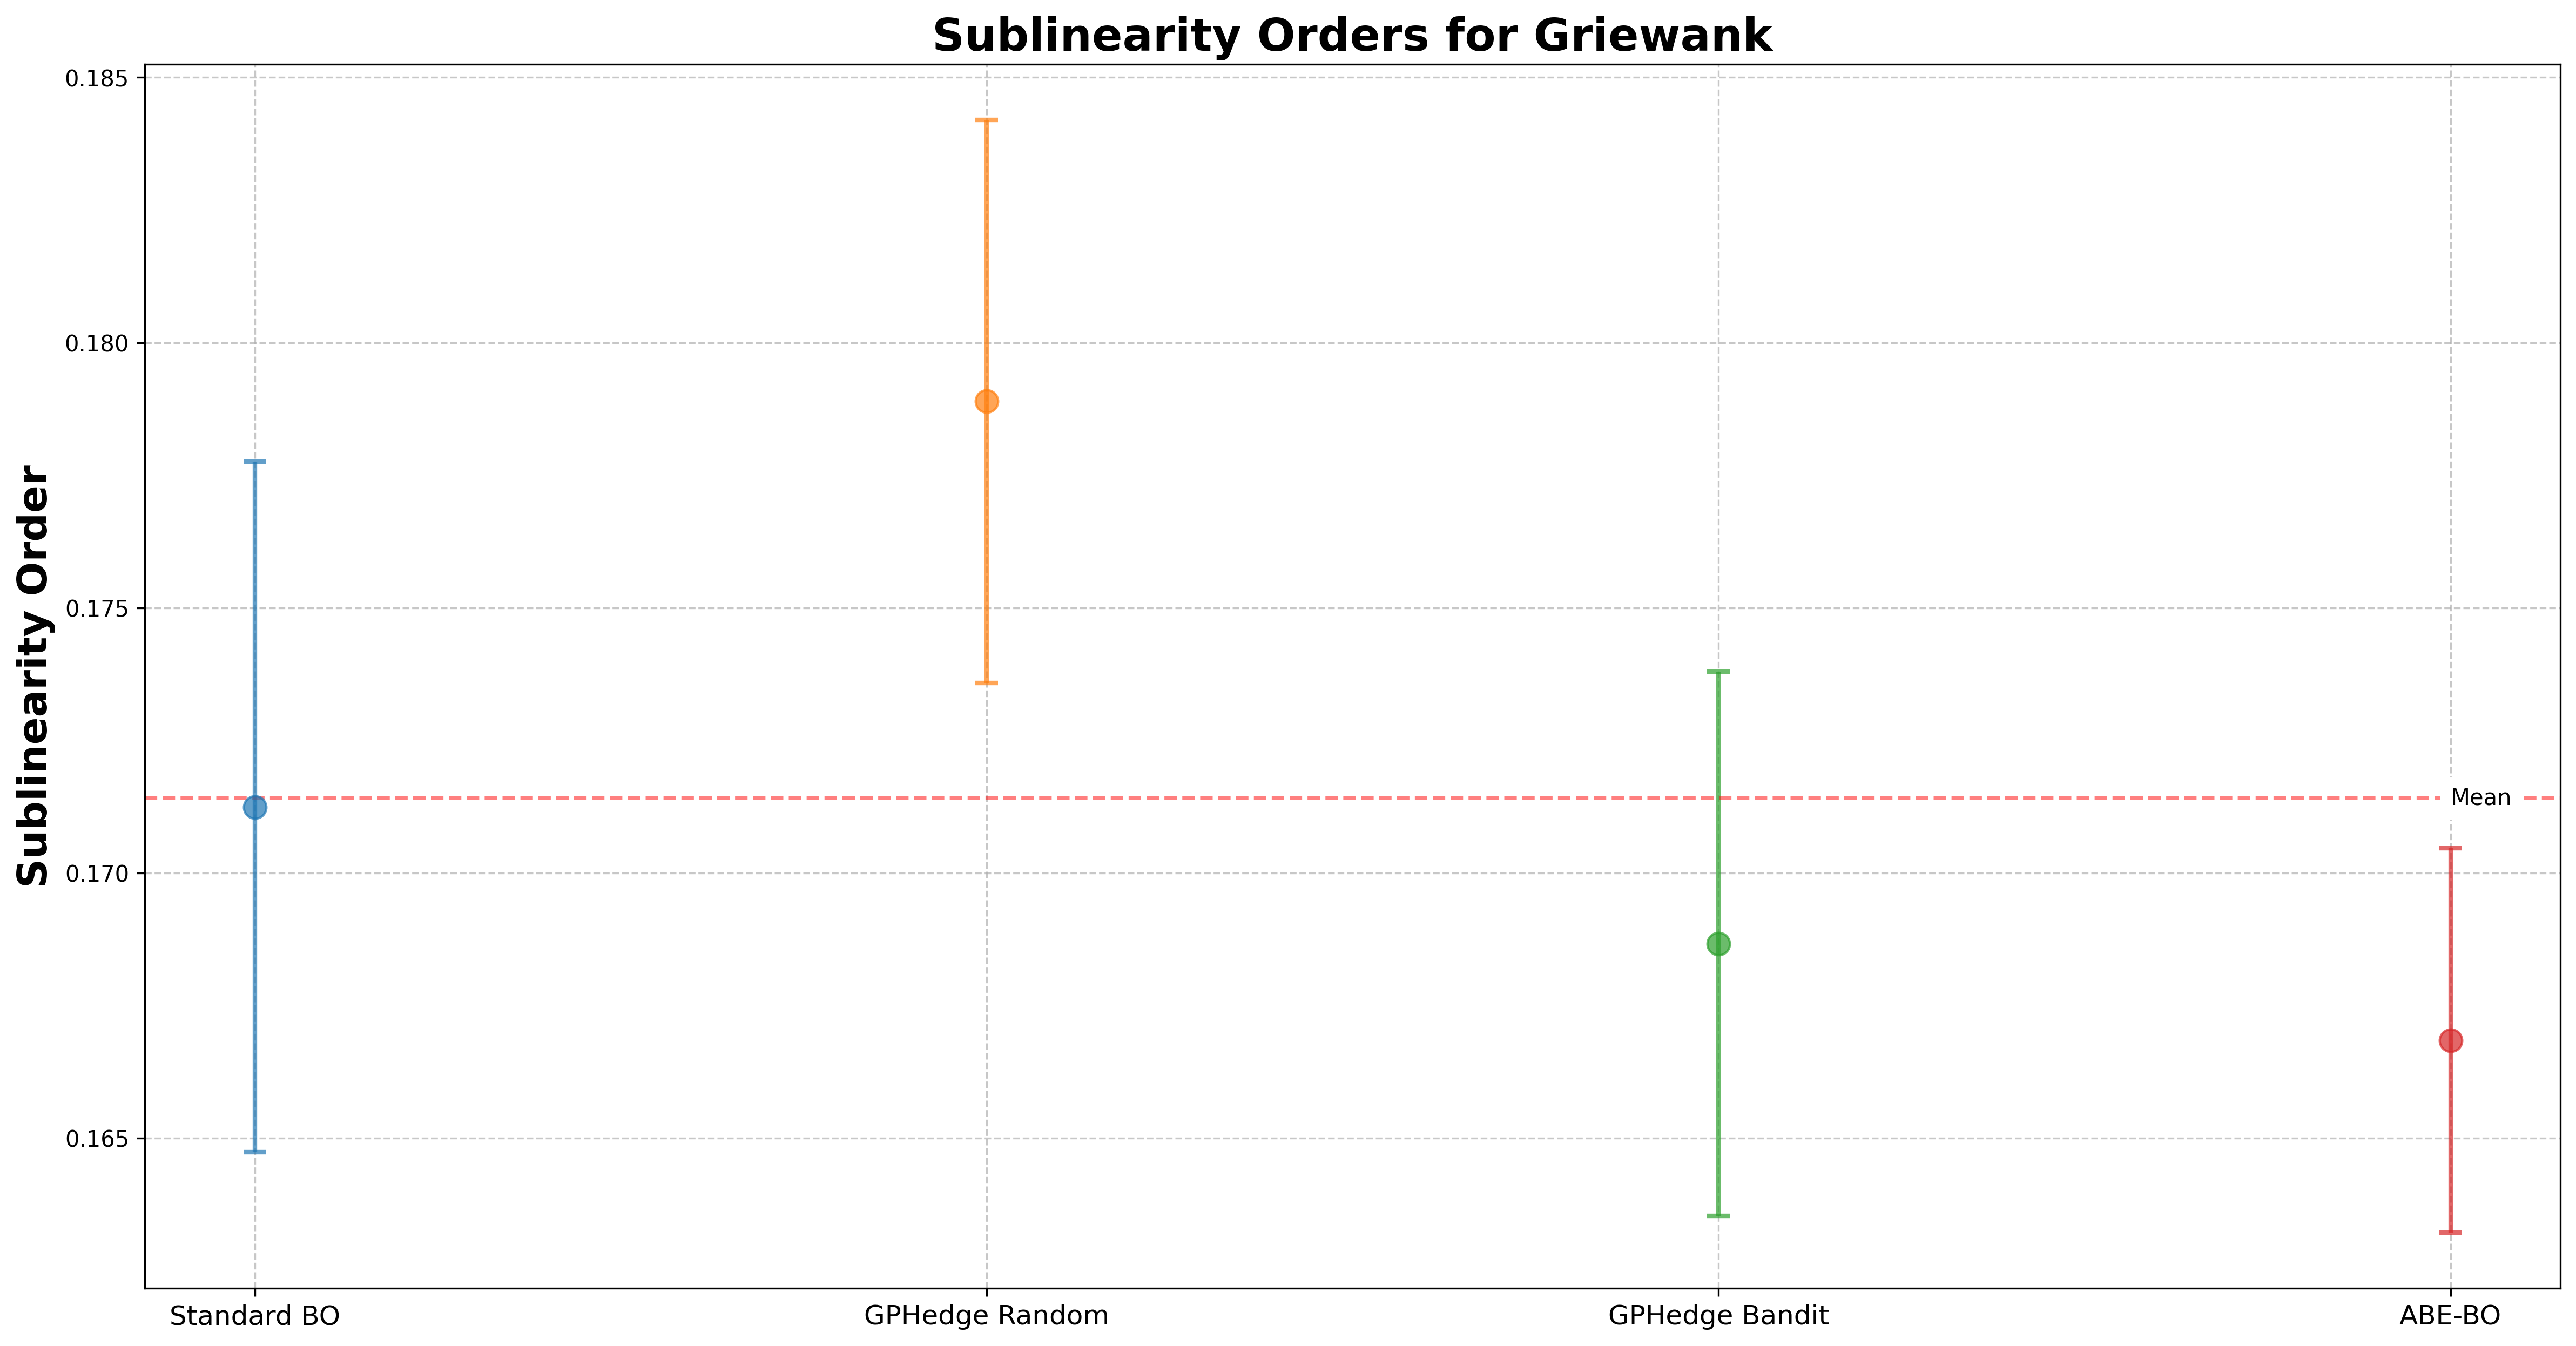 Sublinearity Orders for Griewank
Sublinearity Order
0.185
0.180
0.175
0.170
0.165
Mean
Standard BO
GPHedge Random
GPHedge Bandit
ABE-BO